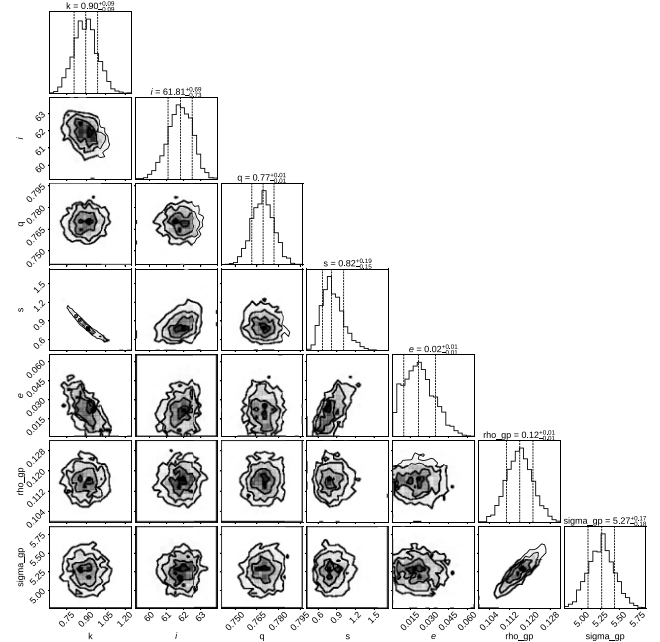 k = 0.90+0.09−0.09
i = 61.81+0.69−0.73
63
62
61
60
i
q = 0.77+0.01−0.01
0.795
0.780
0.765
0.750
q
s = 0.82+0.19−0.15
1.5
1.2
0.9
0.6
s
e = 0.02+0.01−0.01
0.060
0.045
0.030
0.015
e
rho_gp = 0.12+0.01−0.01
0.128
0.120
0.112
0.104
rho_gp
sigma_gp = 5.27+0.17−0.16
5.75
5.50
5.25
5.00
sigma_gp
0.75 0.90 1.05 1.20 60 61 62 63 0.750 0.765 0.780 0.795 0.6 0.9 1.2 1.5 0.015 0.030 0.045 0.060 0.104 0.112 0.120 0.128 5.00 5.25 5.50 5.75
k i q s e rho_gp sigma_gp